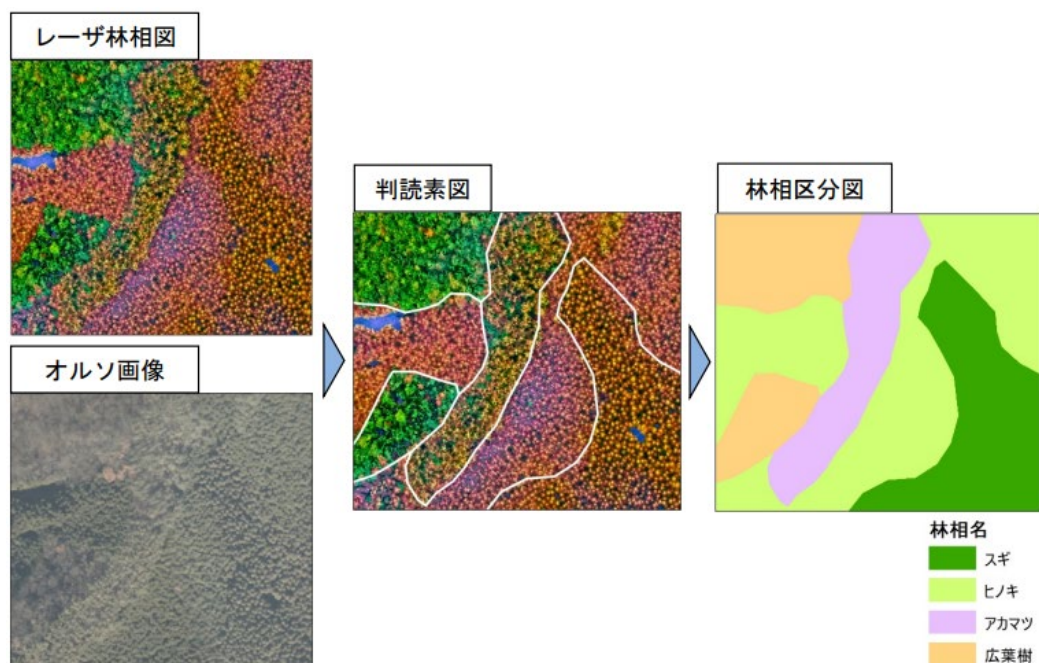 レーザ林相図
オルソ画像
判読素図
林相区分図
林相名
スギ
ヒノキ
アカマツ
広葉樹